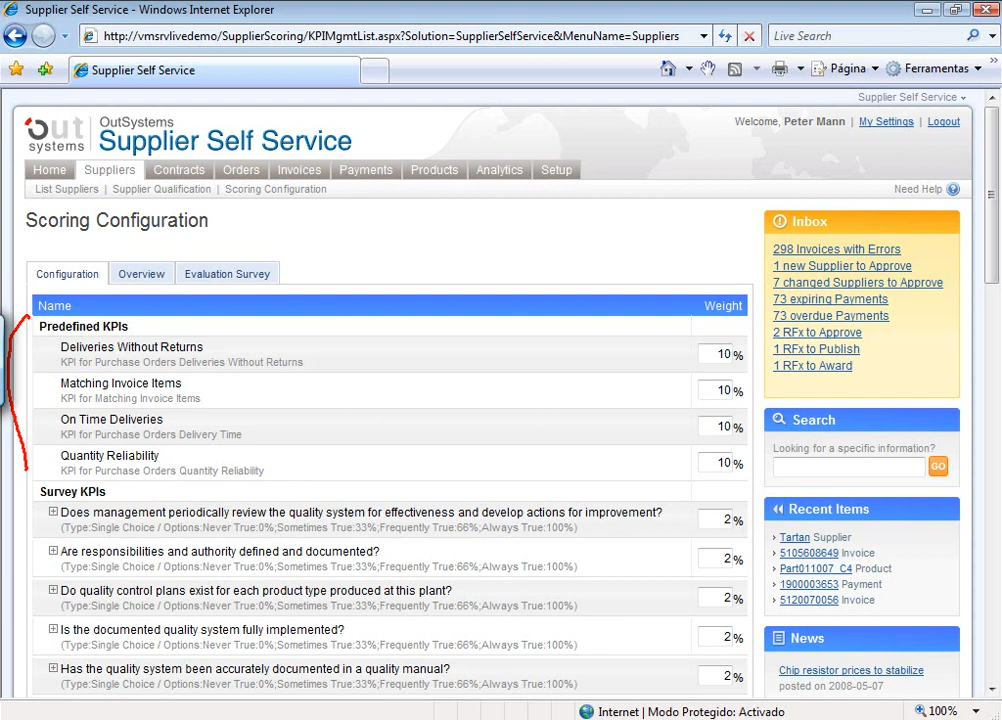 Supplier Self Service - Windows Internet Explorer
http://vmsrvlivedemo/SupplierScoring/KPIMgmtList.aspx?Solution=SupplierSelfService&MenuName=Suppliers
Live Search
Supplier Self Service
Página
Ferramentas
Supplier Self Service
Out systems
OutSystems
Supplier Self Service
Welcome, Peter Mann | My Settings | Logout
Home Suppliers Contracts Orders Invoices Payments Products Analytics Setup
List Suppliers | Supplier Qualification | Scoring Configuration
Need Help ?
Scoring Configuration
Configuration Overview Evaluation Survey
Name Weight
Predefined KPIs
Deliveries Without Returns
KPI for Purchase Orders Deliveries Without Returns
10 %
Matching Invoice Items
KPI for Matching Invoice Items
10 %
On Time Deliveries
KPI for Purchase Orders Delivery Time
10 %
Quantity Reliability
KPI for Purchase Orders Quantity Reliability
10 %
Survey KPIs
Does management periodically review the quality system for effectiveness and develop actions for improvement?
(Type:Single Choice / Options:Never True:0%;Sometimes True:33%;Frequently True:66%;Always True:100%)
2 %
Are responsibilities and authority defined and documented?
(Type:Single Choice / Options:Never True:0%;Sometimes True:33%;Frequently True:66%;Always True:100%)
2 %
Do quality control plans exist for each product type produced at this plant?
(Type:Single Choice / Options:Never True:0%;Sometimes True:33%;Frequently True:66%;Always True:100%)
2 %
Is the documented quality system fully implemented?
(Type:Single Choice / Options:Never True:0%;Sometimes True:33%;Frequently True:66%;Always True:100%)
2 %
Has the quality system been accurately documented in a quality manual?
(Type:Single Choice / Options:Never True:0%;Sometimes True:33%;Frequently True:66%;Always True:100%)
2 %
Inbox
298 Invoices with Errors
1 new Supplier to Approve
7 changed Suppliers to Approve
73 expiring Payments
73 overdue Payments
2 RFx to Approve
1 RFx to Publish
1 RFx to Award
Search
Looking for a specific information?
GO
Recent Items
Tartan Supplier
5105608649 Invoice
Part011007_C4 Product
1900003653 Payment
5120070056 Invoice
News
Chip resistor prices to stabilize
posted on 2008-05-07
Internet | Modo Protegido: Activado
100%